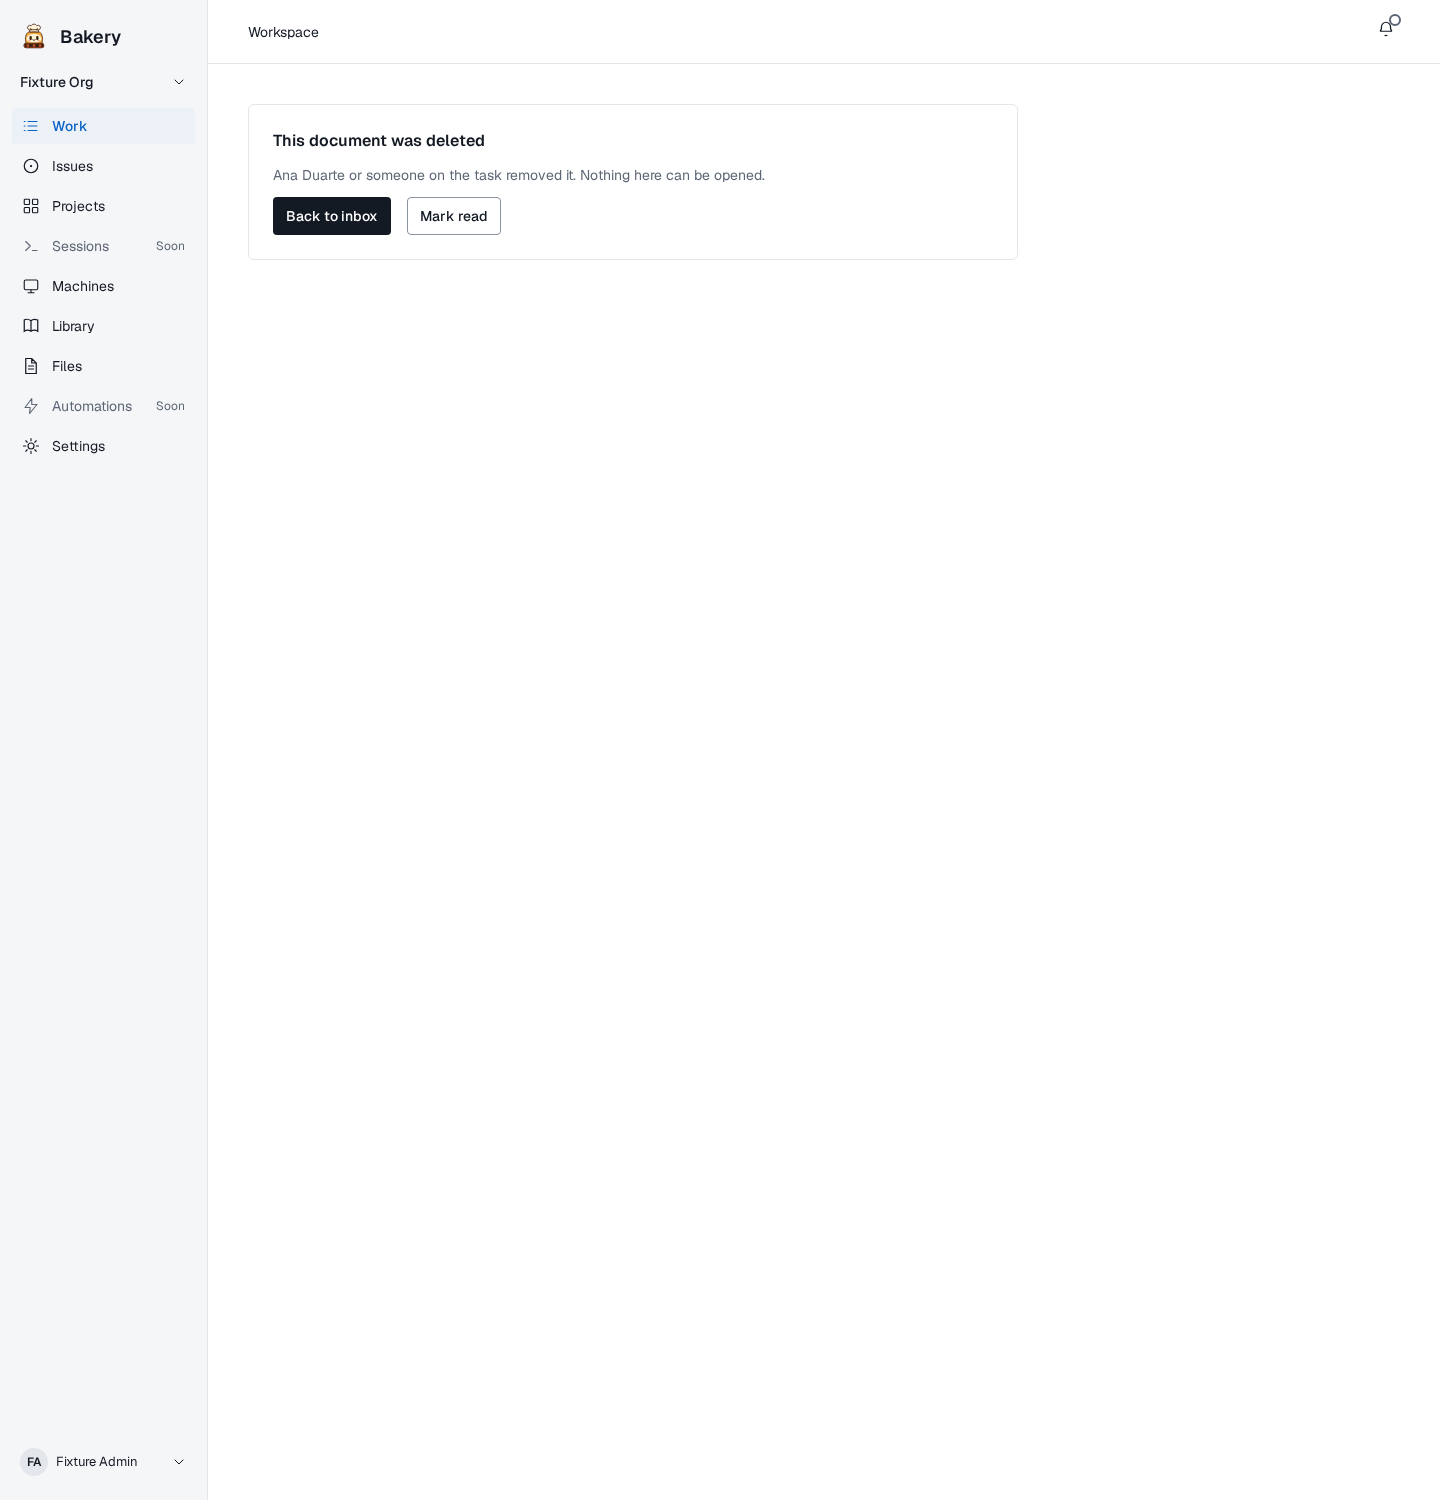 Bakery
Fixture Org
Work
Issues
Projects
Sessions Soon
Machines
Library
Files
Automations Soon
Settings
FA Fixture Admin
Workspace
This document was deleted
Ana Duarte or someone on the task removed it. Nothing here can be opened.
Back to inbox Mark read